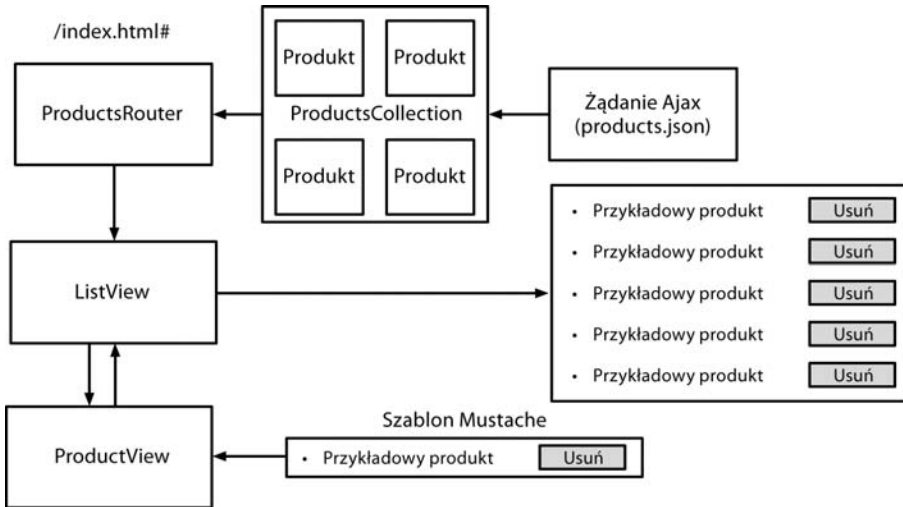 /index.html#
ProductsRouter
Produkt
Produkt
ProductsCollection
Produkt
Produkt
Żądanie Ajax
(products.json)
ListView
• Przykładowy produkt Usuń
• Przykładowy produkt Usuń
• Przykładowy produkt Usuń
• Przykładowy produkt Usuń
• Przykładowy produkt Usuń
ProductView
Szablon Mustache
• Przykładowy produkt Usuń